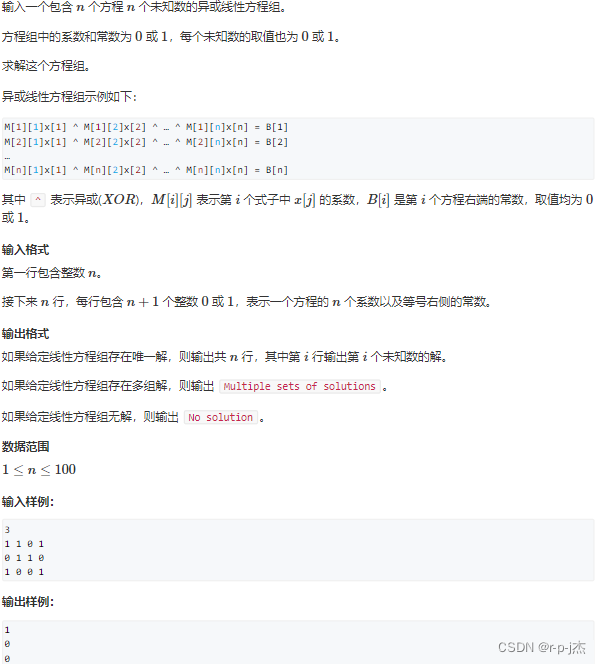 输入一个包含 n 个方程 n 个未知数的异或线性方程组。
方程组中的系数和常数为 0 或 1，每个未知数的取值也为 0 或 1。
求解这个方程组。
异或线性方程组示例如下：
M[1][1]x[1] ^ M[1][2]x[2] ^ … ^ M[1][n]x[n] = B[1]
M[2][1]x[1] ^ M[2][2]x[2] ^ … ^ M[2][n]x[n] = B[2]
…
M[n][1]x[1] ^ M[n][2]x[2] ^ … ^ M[n][n]x[n] = B[n]
其中 ^ 表示异或(XOR)，M[i][j] 表示第 i 个式子中 x[j] 的系数，B[i] 是第 i 个方程右端的常数，取值均为 0
或 1。
输入格式
第一行包含整数 n。
接下来 n 行，每行包含 n + 1 个整数 0 或 1，表示一个方程的 n 个系数以及等号右侧的常数。
输出格式
如果给定线性方程组存在唯一解，则输出共 n 行，其中第 i 行输出第 i 个未知数的解。
如果给定线性方程组存在多组解，则输出 Multiple sets of solutions 。
如果给定线性方程组无解，则输出 No solution 。
数据范围
1 ≤ n ≤ 100
输入样例：
3
1 1 0 1
0 1 1 0
1 0 0 1
输出样例：
1
0
0
CSDN @r-p-j杰